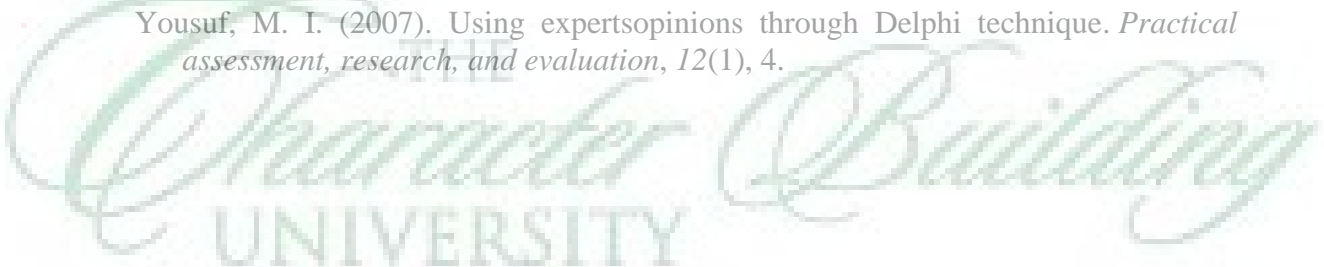 Yousuf, M. I. (2007). Using expertsopinions through Delphi technique. Practical
assessment, research, and evaluation, 12(1), 4.
THE
Character Building
UNIVERSITY